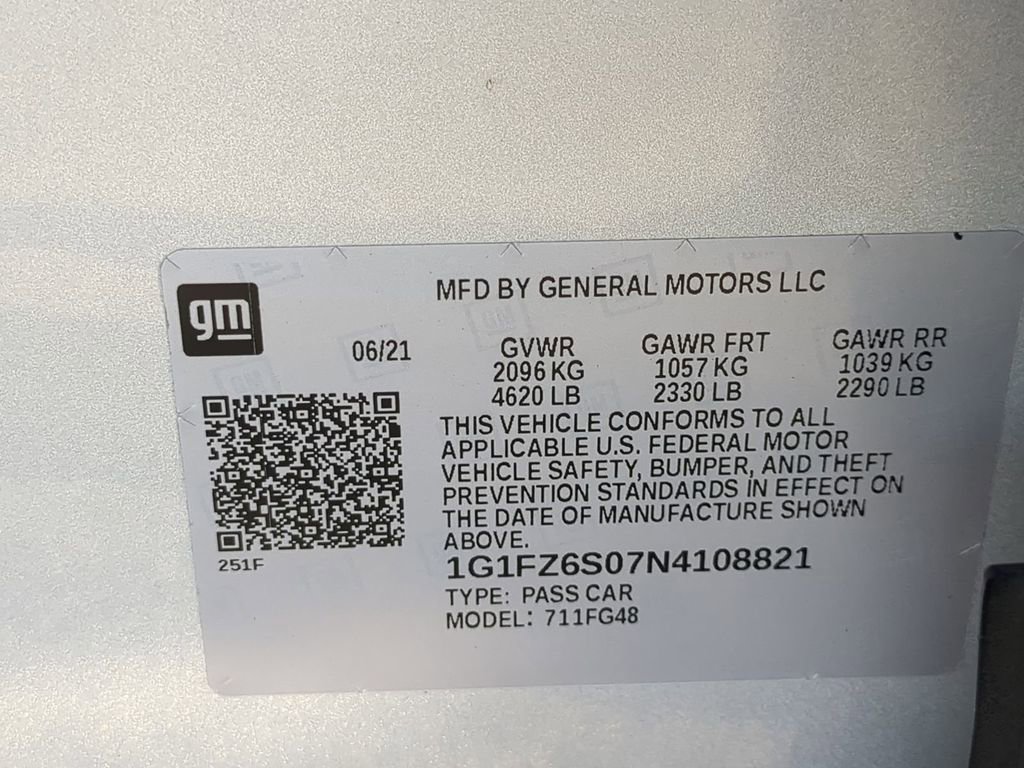 gm
MFD BY GENERAL MOTORS LLC
06/21
GVWR GAWR FRT GAWR RR
2096 KG 1057 KG 1039 KG
4620 LB 2330 LB 2290 LB
THIS VEHICLE CONFORMS TO ALL
APPLICABLE U.S. FEDERAL MOTOR
VEHICLE SAFETY, BUMPER, AND THEFT
PREVENTION STANDARDS IN EFFECT ON
THE DATE OF MANUFACTURE SHOWN
ABOVE.
251F
1G1FZ6S07N4108821
TYPE: PASS CAR
MODEL: 711FG48